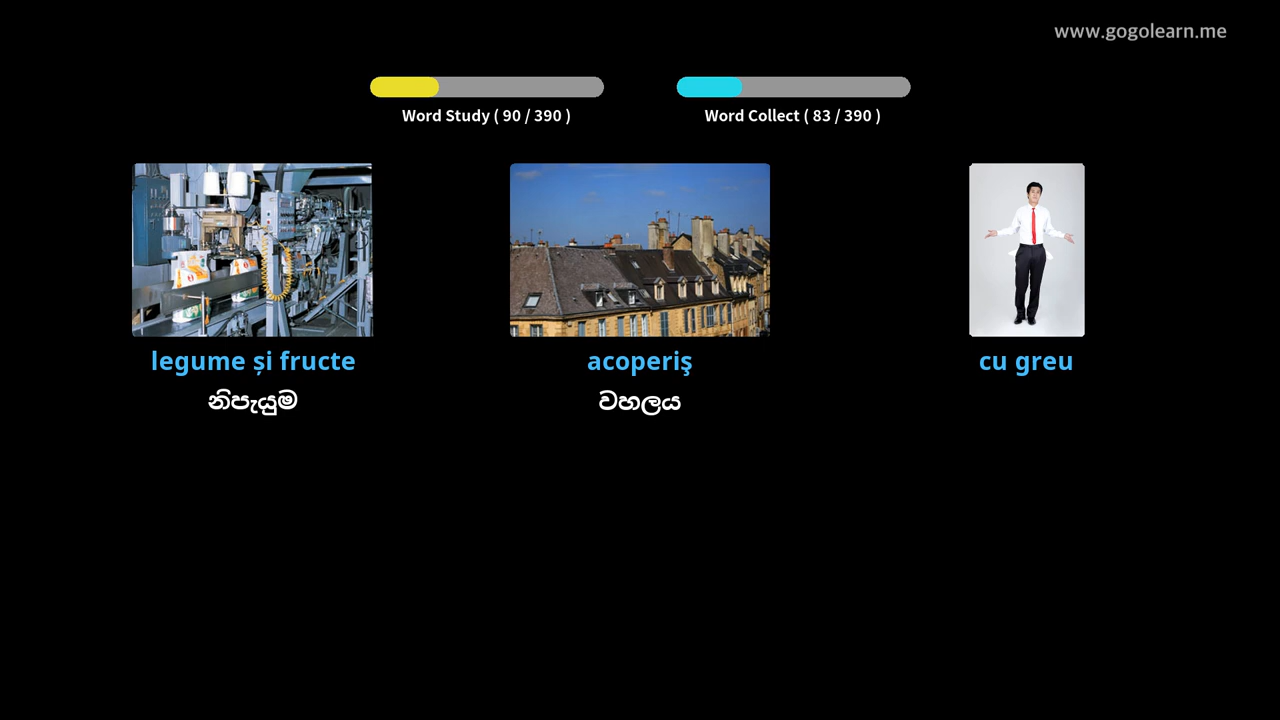 www.gogolearn.me
Word Study ( 90 / 390 )
Word Collect ( 83 / 390 )
legume și fructe
නිපැයුම
acoperiş
වහලය
cu greu